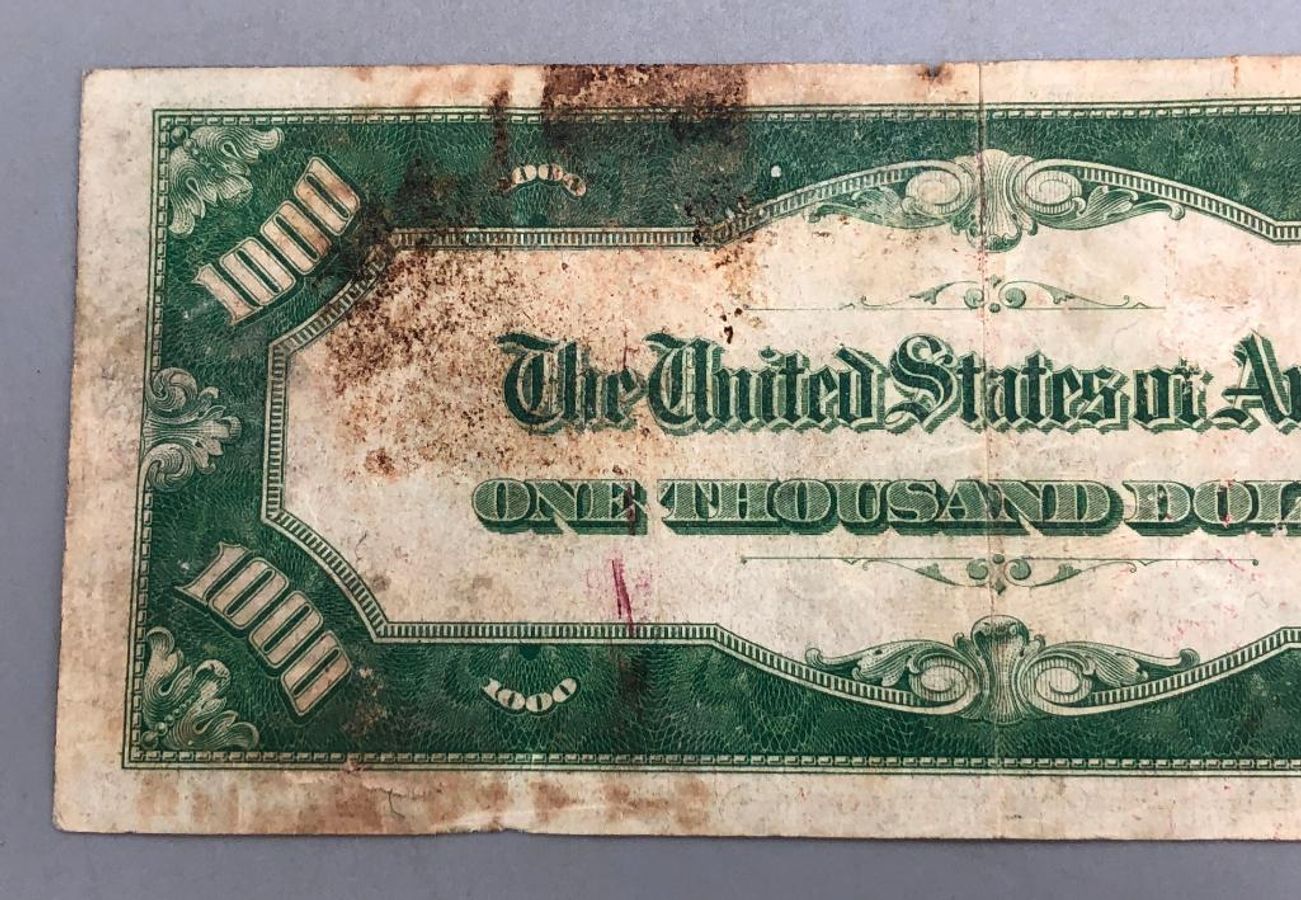 1000 1000
The United States of
ONE THOUSAND
1000 1000